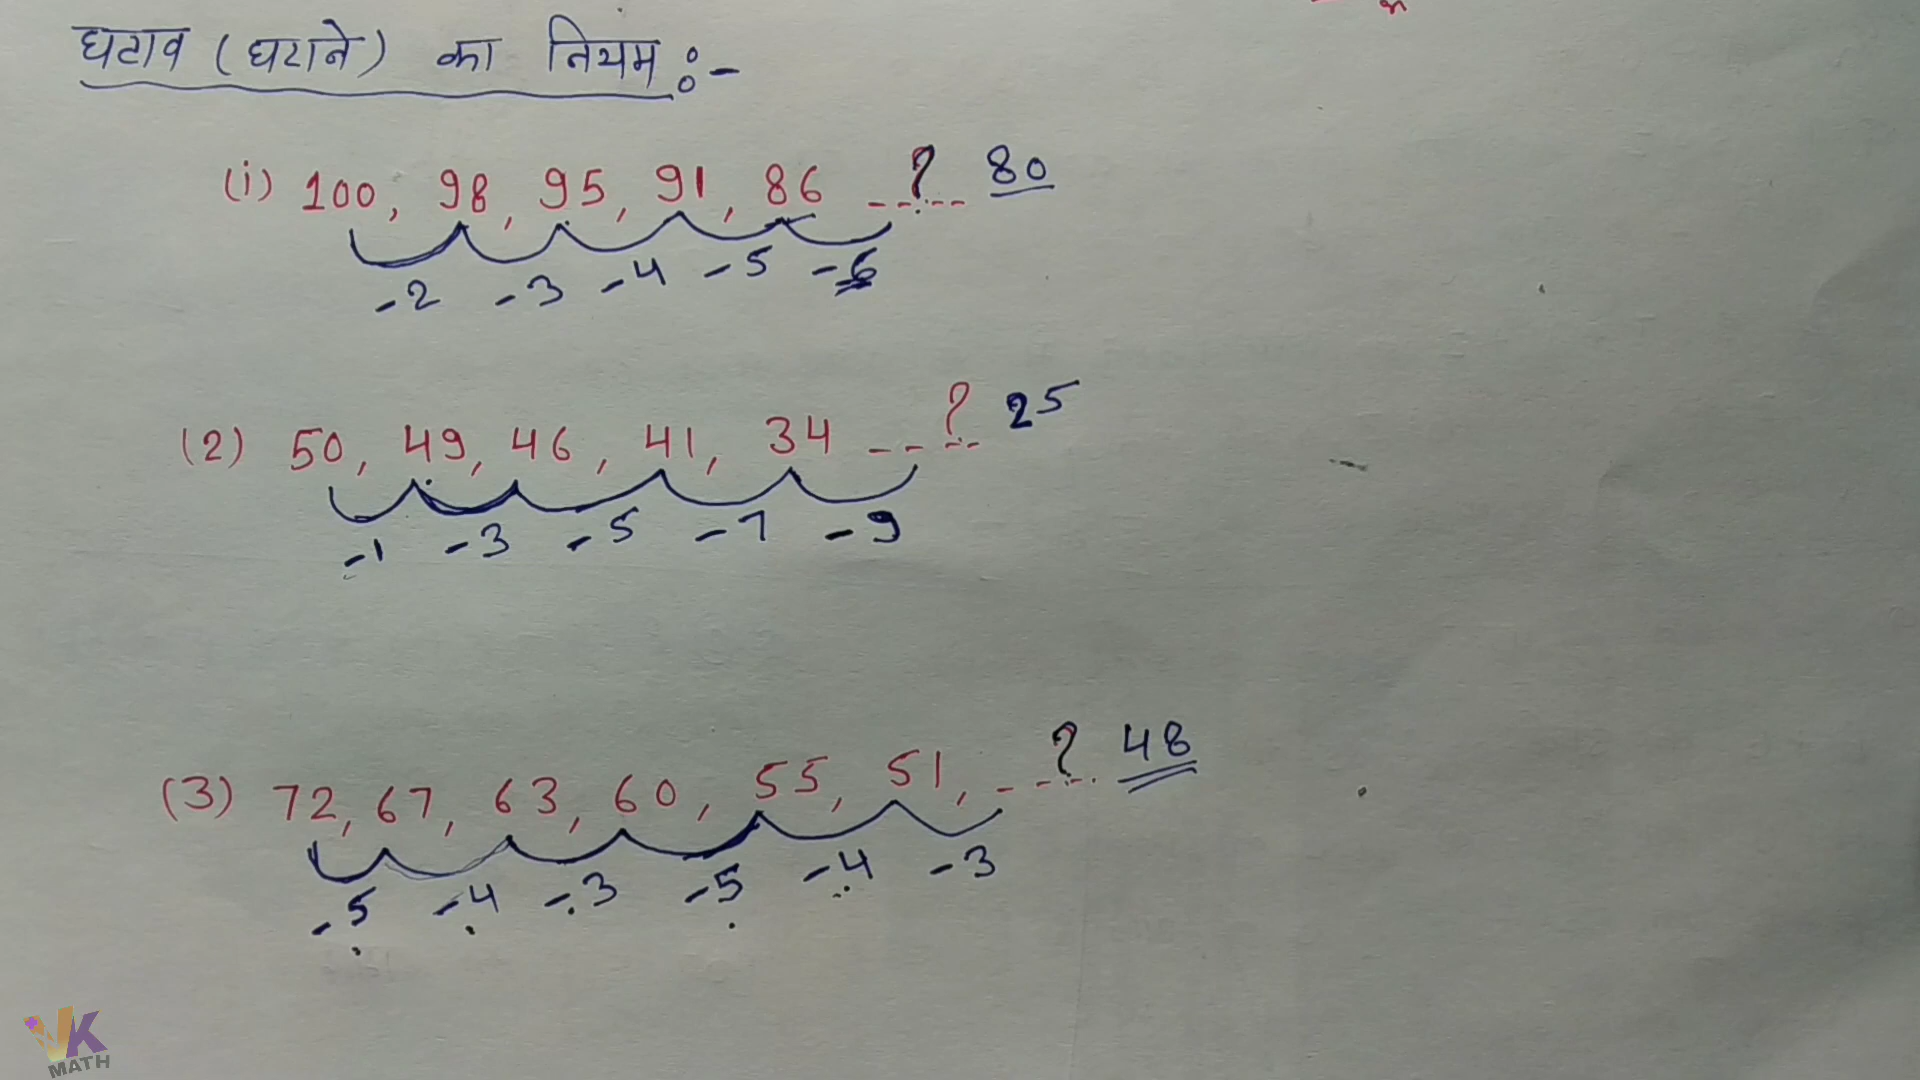 घटाव (घटाने) का नियम :-
(i) 100, 98, 95, 91, 86 --?-- 80
-2 -3 -4 -5 -6
(2) 50, 49, 46, 41, 34 --?-- 25
-1 -3 -5 -7 -9
(3) 72, 67, 63, 60, 55, 51, --?-- 48
-5 -4 -3 -5 -4 -3
VK
MATH